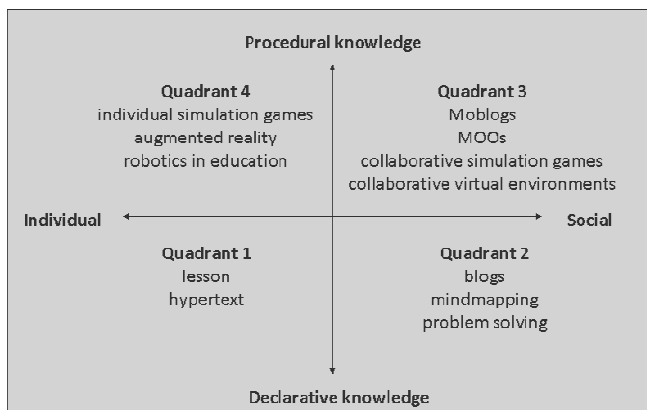 Procedural knowledge
Quadrant 4
individual simulation games
augmented reality
robotics in education
Quadrant 3
Moblogs
MOOs
collaborative simulation games
collaborative virtual environments
Individual
Social
Quadrant 1
lesson
hypertext
Quadrant 2
blogs
mindmapping
problem solving
Declarative knowledge